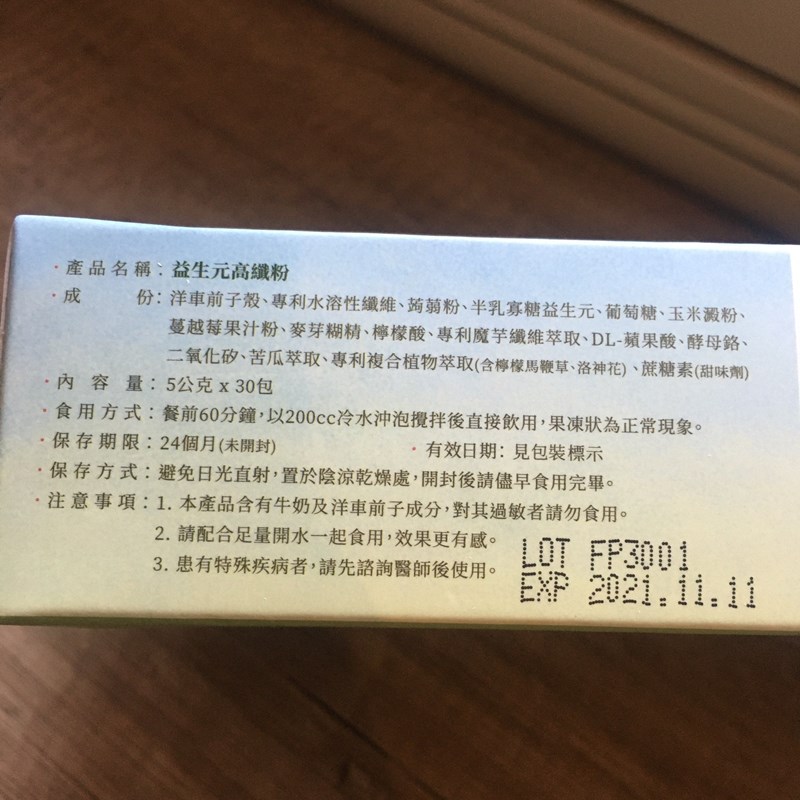 ・產品名稱：益生元高纖粉
・成　　份：洋車前子殼、專利水溶性纖維、蒟蒻粉、半乳寡糖益生元、葡萄糖、玉米澱粉、
蔓越莓果汁粉、麥芽糊精、檸檬酸、專利魔芋纖維萃取、DL-蘋果酸、酵母鉻、
二氧化矽、苦瓜萃取、專利複合植物萃取(含檸檬馬鞭草、洛神花)、蔗糖素(甜味劑)
・內 容 量：5公克 x 30包
・食用方式：餐前60分鐘，以200cc冷水沖泡攪拌後直接飲用，果凍狀為正常現象。
・保存期限：24個月(未開封)　・有效日期：見包裝標示
・保存方式：避免日光直射，置於陰涼乾燥處，開封後請儘早食用完畢。
・注意事項：1. 本產品含有牛奶及洋車前子成分，對其過敏者請勿食用。
2. 請配合足量開水一起食用，效果更有感。
3. 患有特殊疾病者，請先諮詢醫師後使用。
LOT FP3001
EXP 2021.11.11